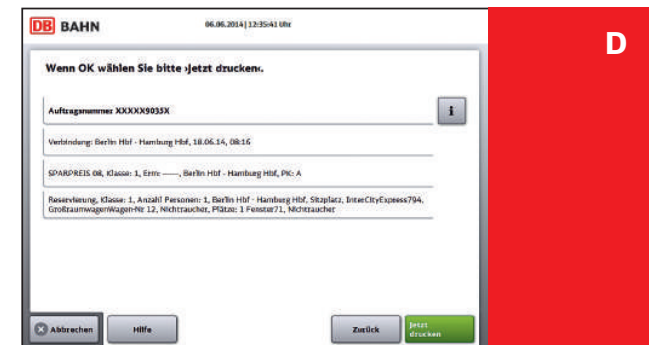 DB BAHN
06.06.2014 | 12:35:41 Uhr
D
Wenn OK wählen Sie bitte ›Jetzt drucken‹.
Auftragsnummer XXXXX9035X
i
Verbindung: Berlin Hbf - Hamburg Hbf, 18.06.14, 08:16
SPARPREIS 08, Klasse: 1, Erm: -----, Berlin Hbf - Hamburg Hbf, PK: A
Reservierung, Klasse: 1, Anzahl Personen: 1, Berlin Hbf - Hamburg Hbf, Sitzplatz, InterCityExpress794,
GroßraumwagenWagen-Nr 12, Nichtraucher, Plätze: 1 Fenster71, Nichtraucher
Abbrechen
Hilfe
Zurück
Jetzt
drucken